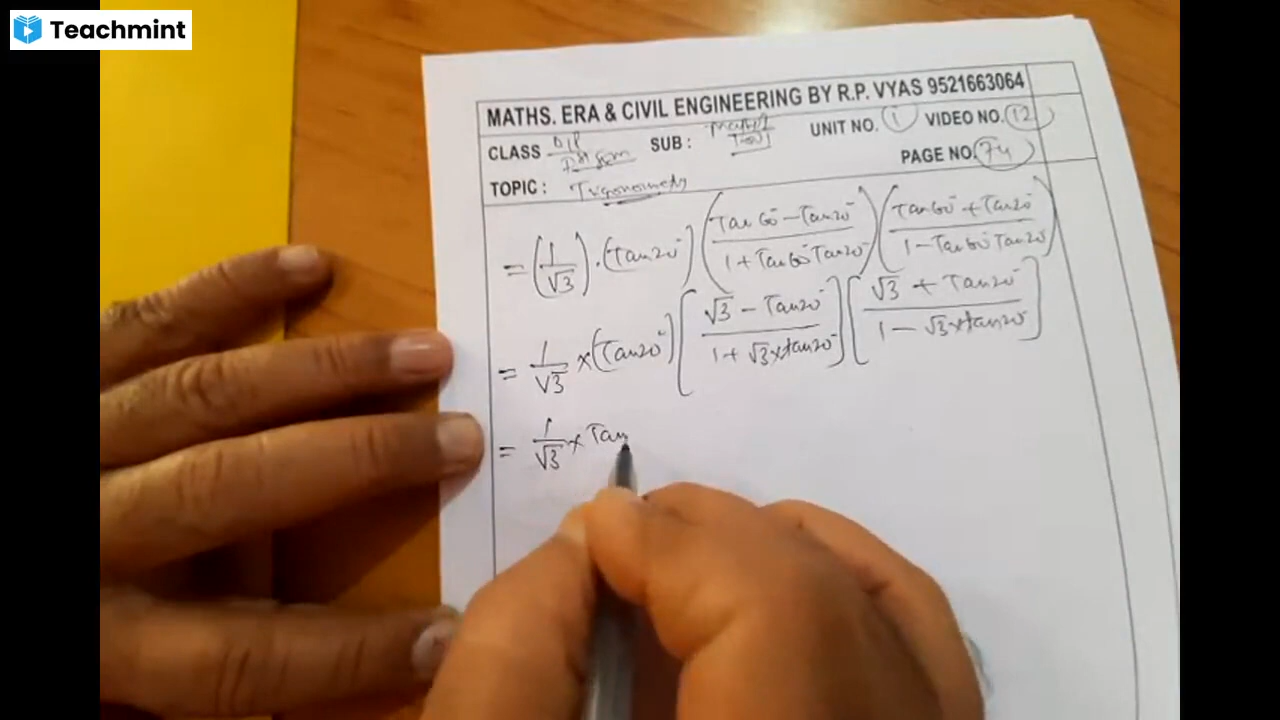 Teachmint
MATHS. ERA & CIVIL ENGINEERING BY R.P. VYAS 9521663064
CLASS SUB : UNIT NO. 1 VIDEO NO. 12
PAGE NO. 74
TOPIC : Trigonometry
= (1/√3) · (Tan20°) (Tan60° - Tan20° / 1 + Tan60° Tan20°) (Tan60° + Tan20° / 1 - Tan60° Tan20°)
= 1/√3 × (Tan20°) [√3 - Tan20° / 1 + √3 × tan20°] [√3 + Tan20° / 1 - √3 × tan20°]
= 1/√3 × Tan